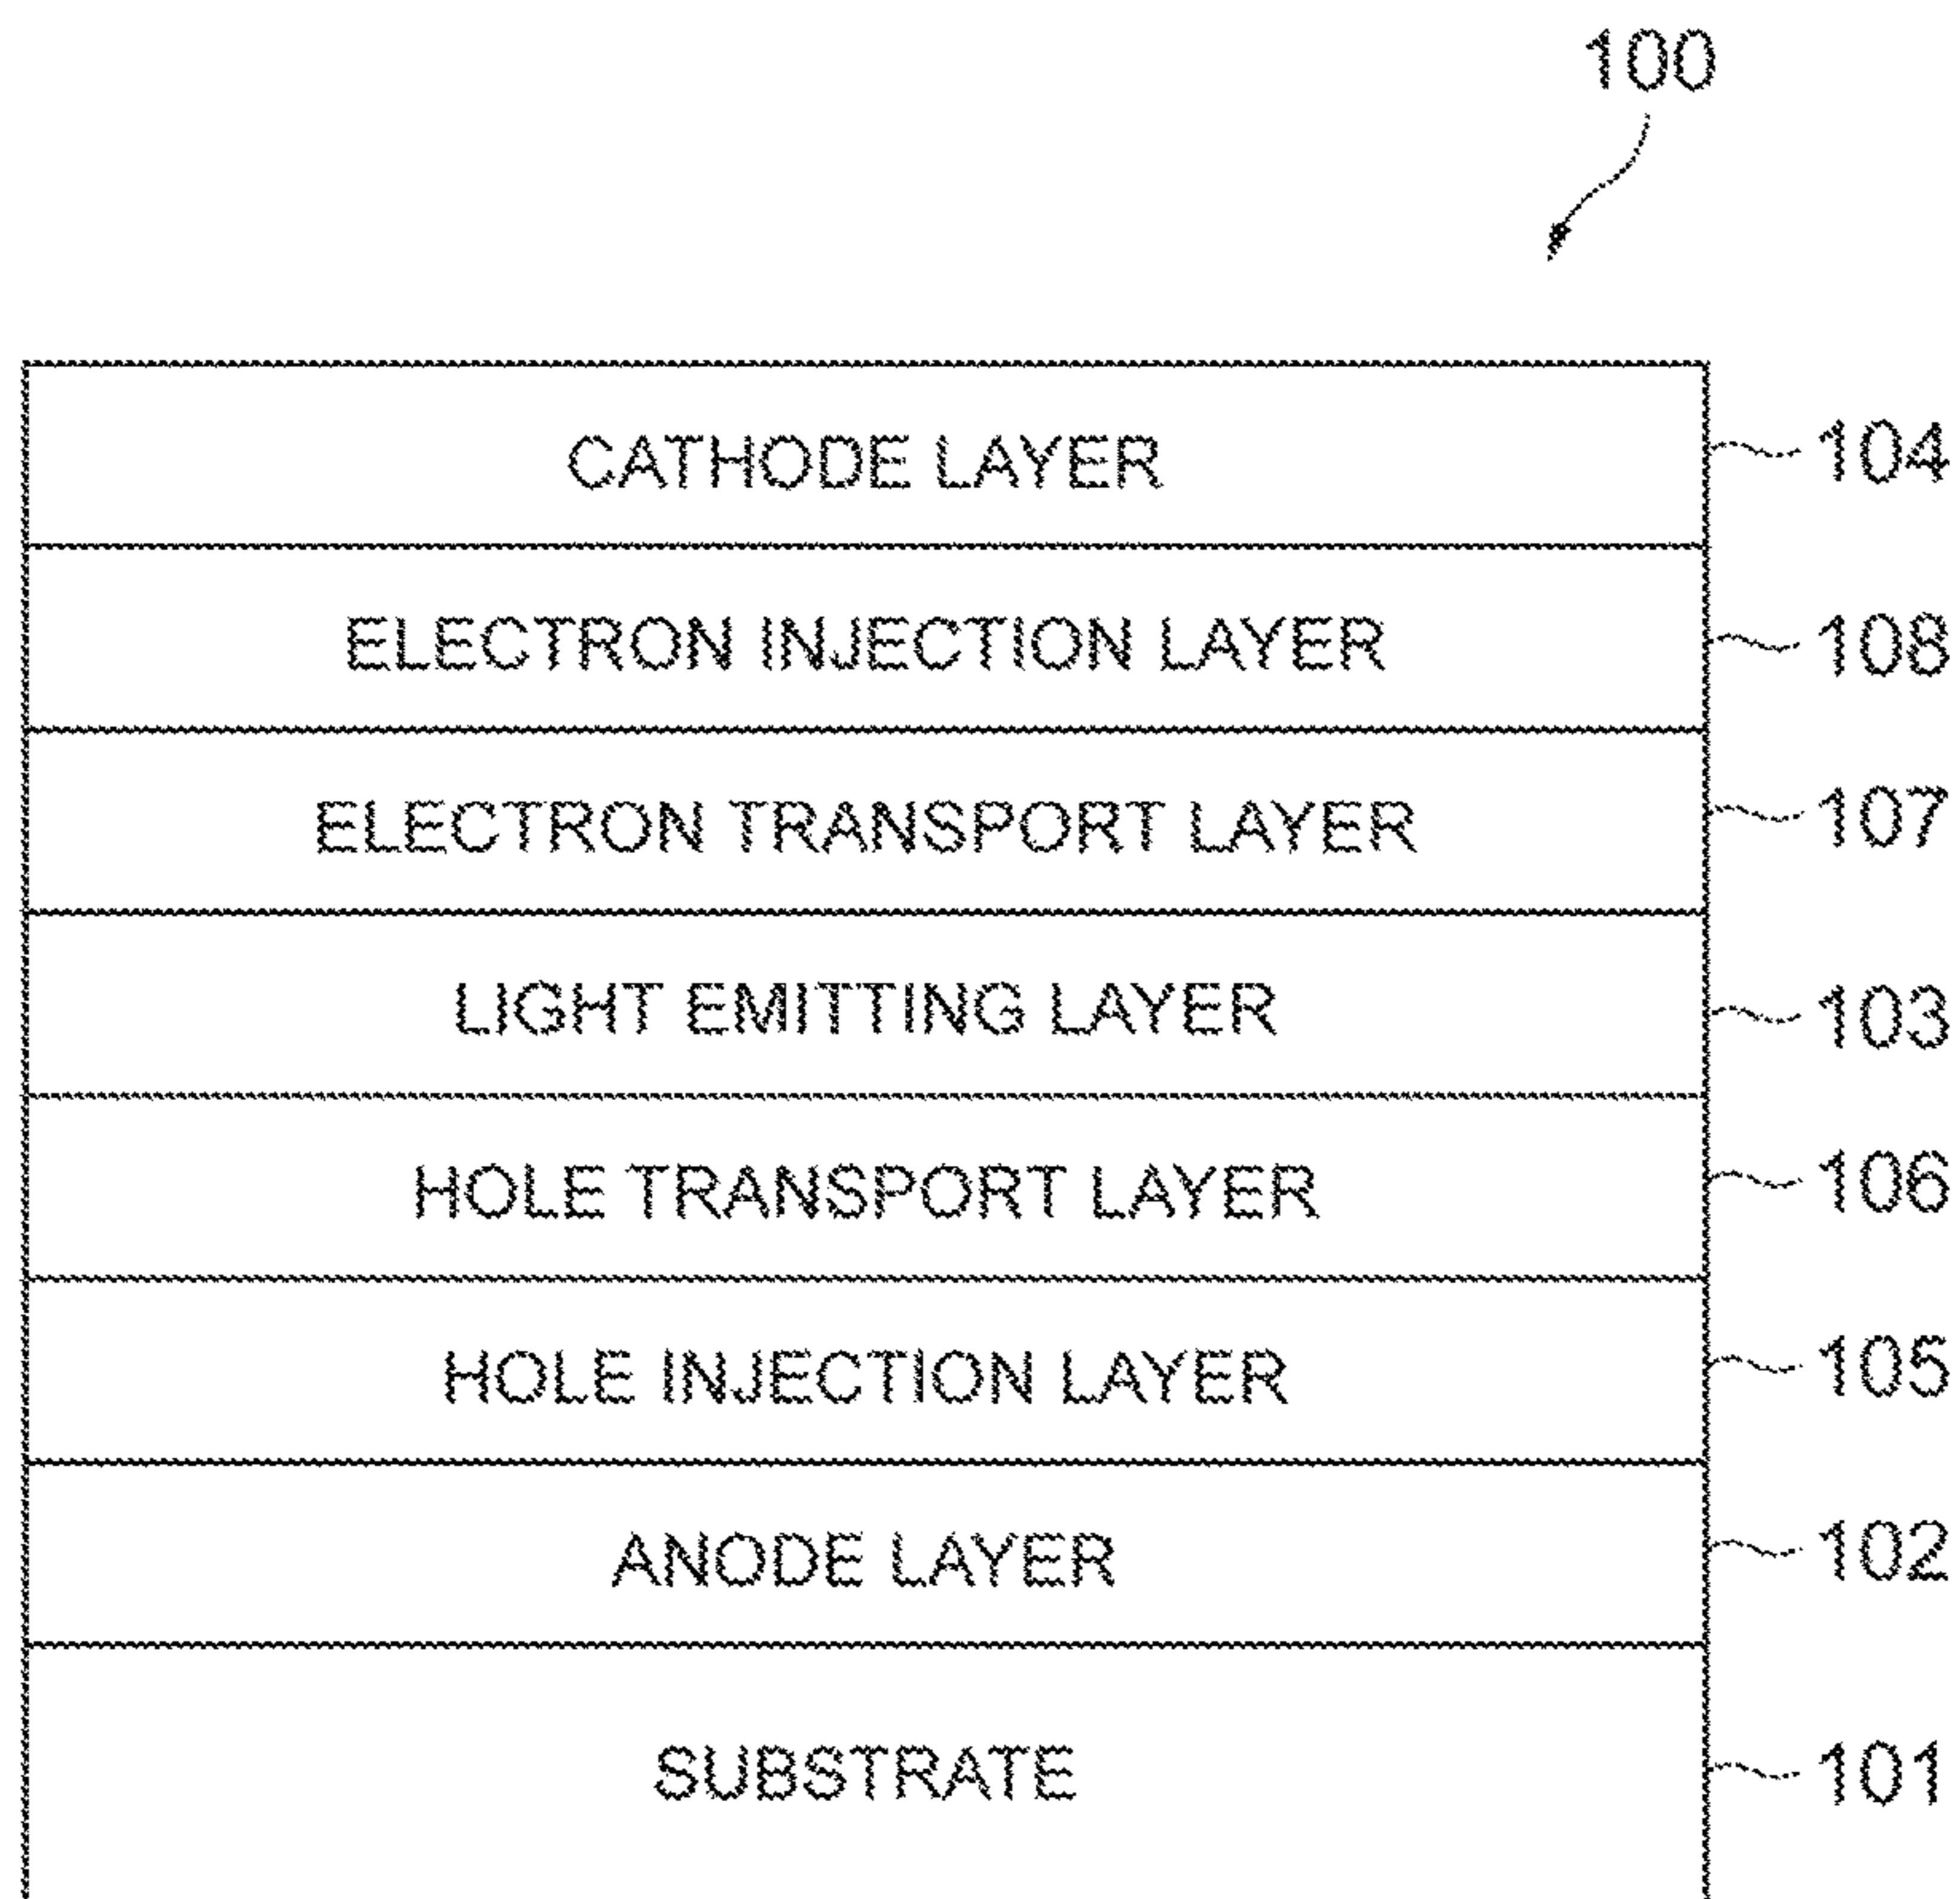 100
CATHODE LAYER 104
ELECTRON INJECTION LAYER 108
ELECTRON TRANSPORT LAYER 107
LIGHT EMITTING LAYER 103
HOLE TRANSPORT LAYER 106
HOLE INJECTION LAYER 105
ANODE LAYER 102
SUBSTRATE 101